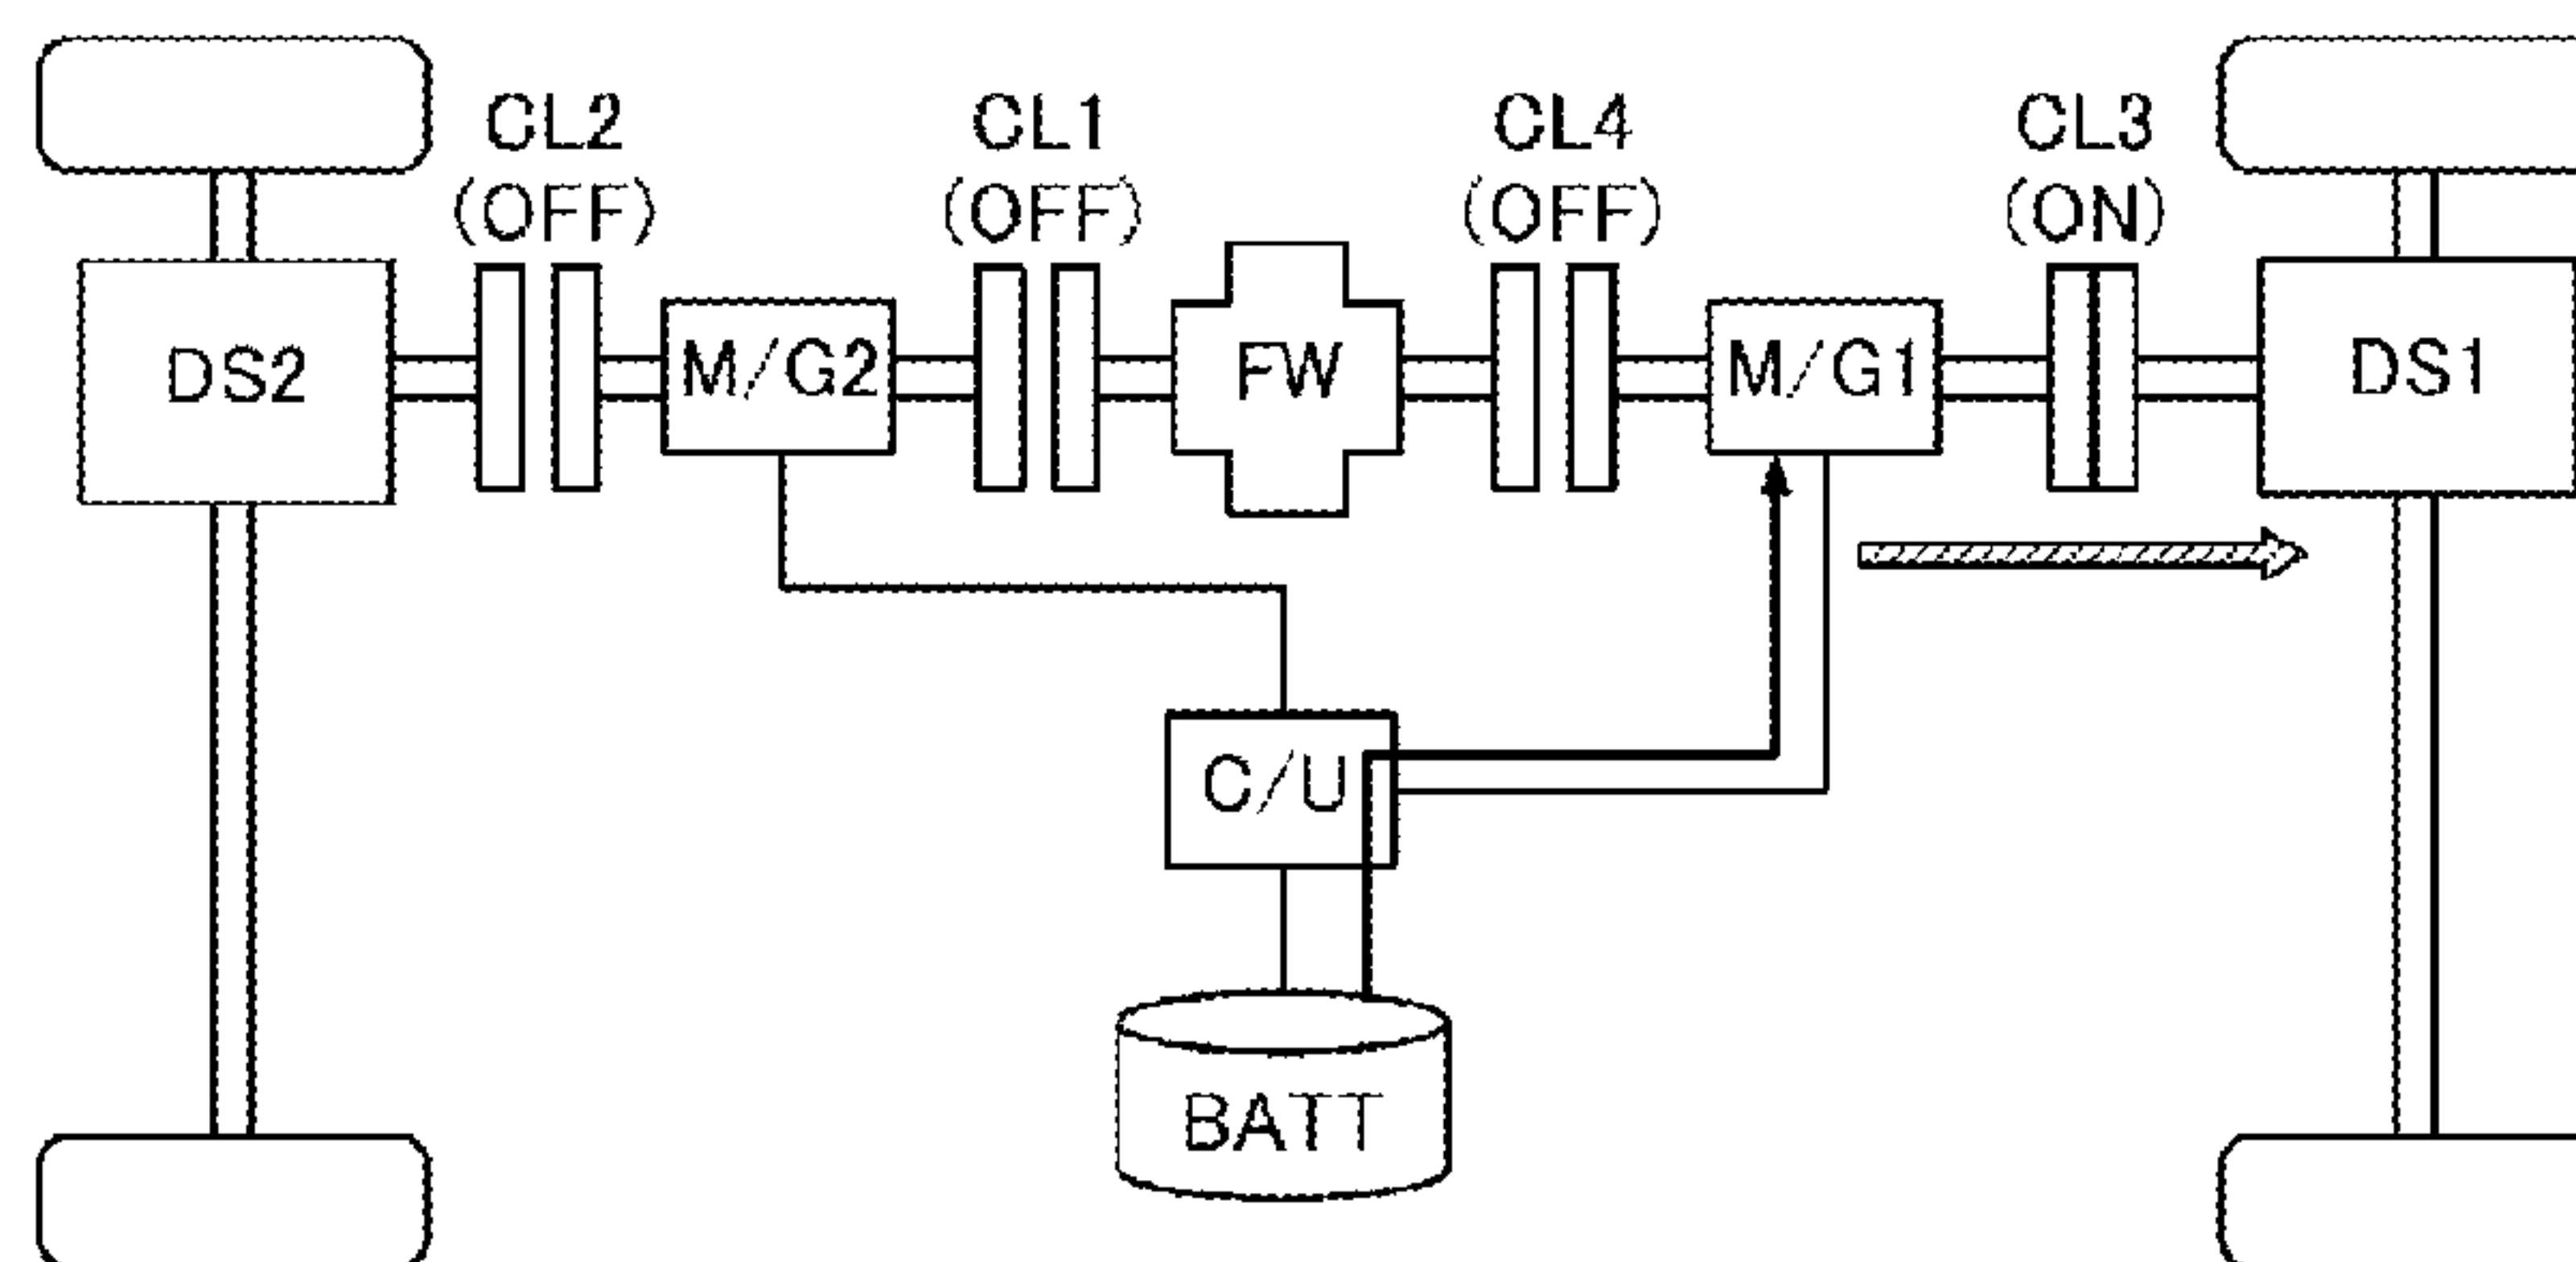 CL2
(OFF)
CL1
(OFF)
CL4
(OFF)
CL3
(ON)
DS2
M/G2
FW
M/G1
DS1
C/U
BATT